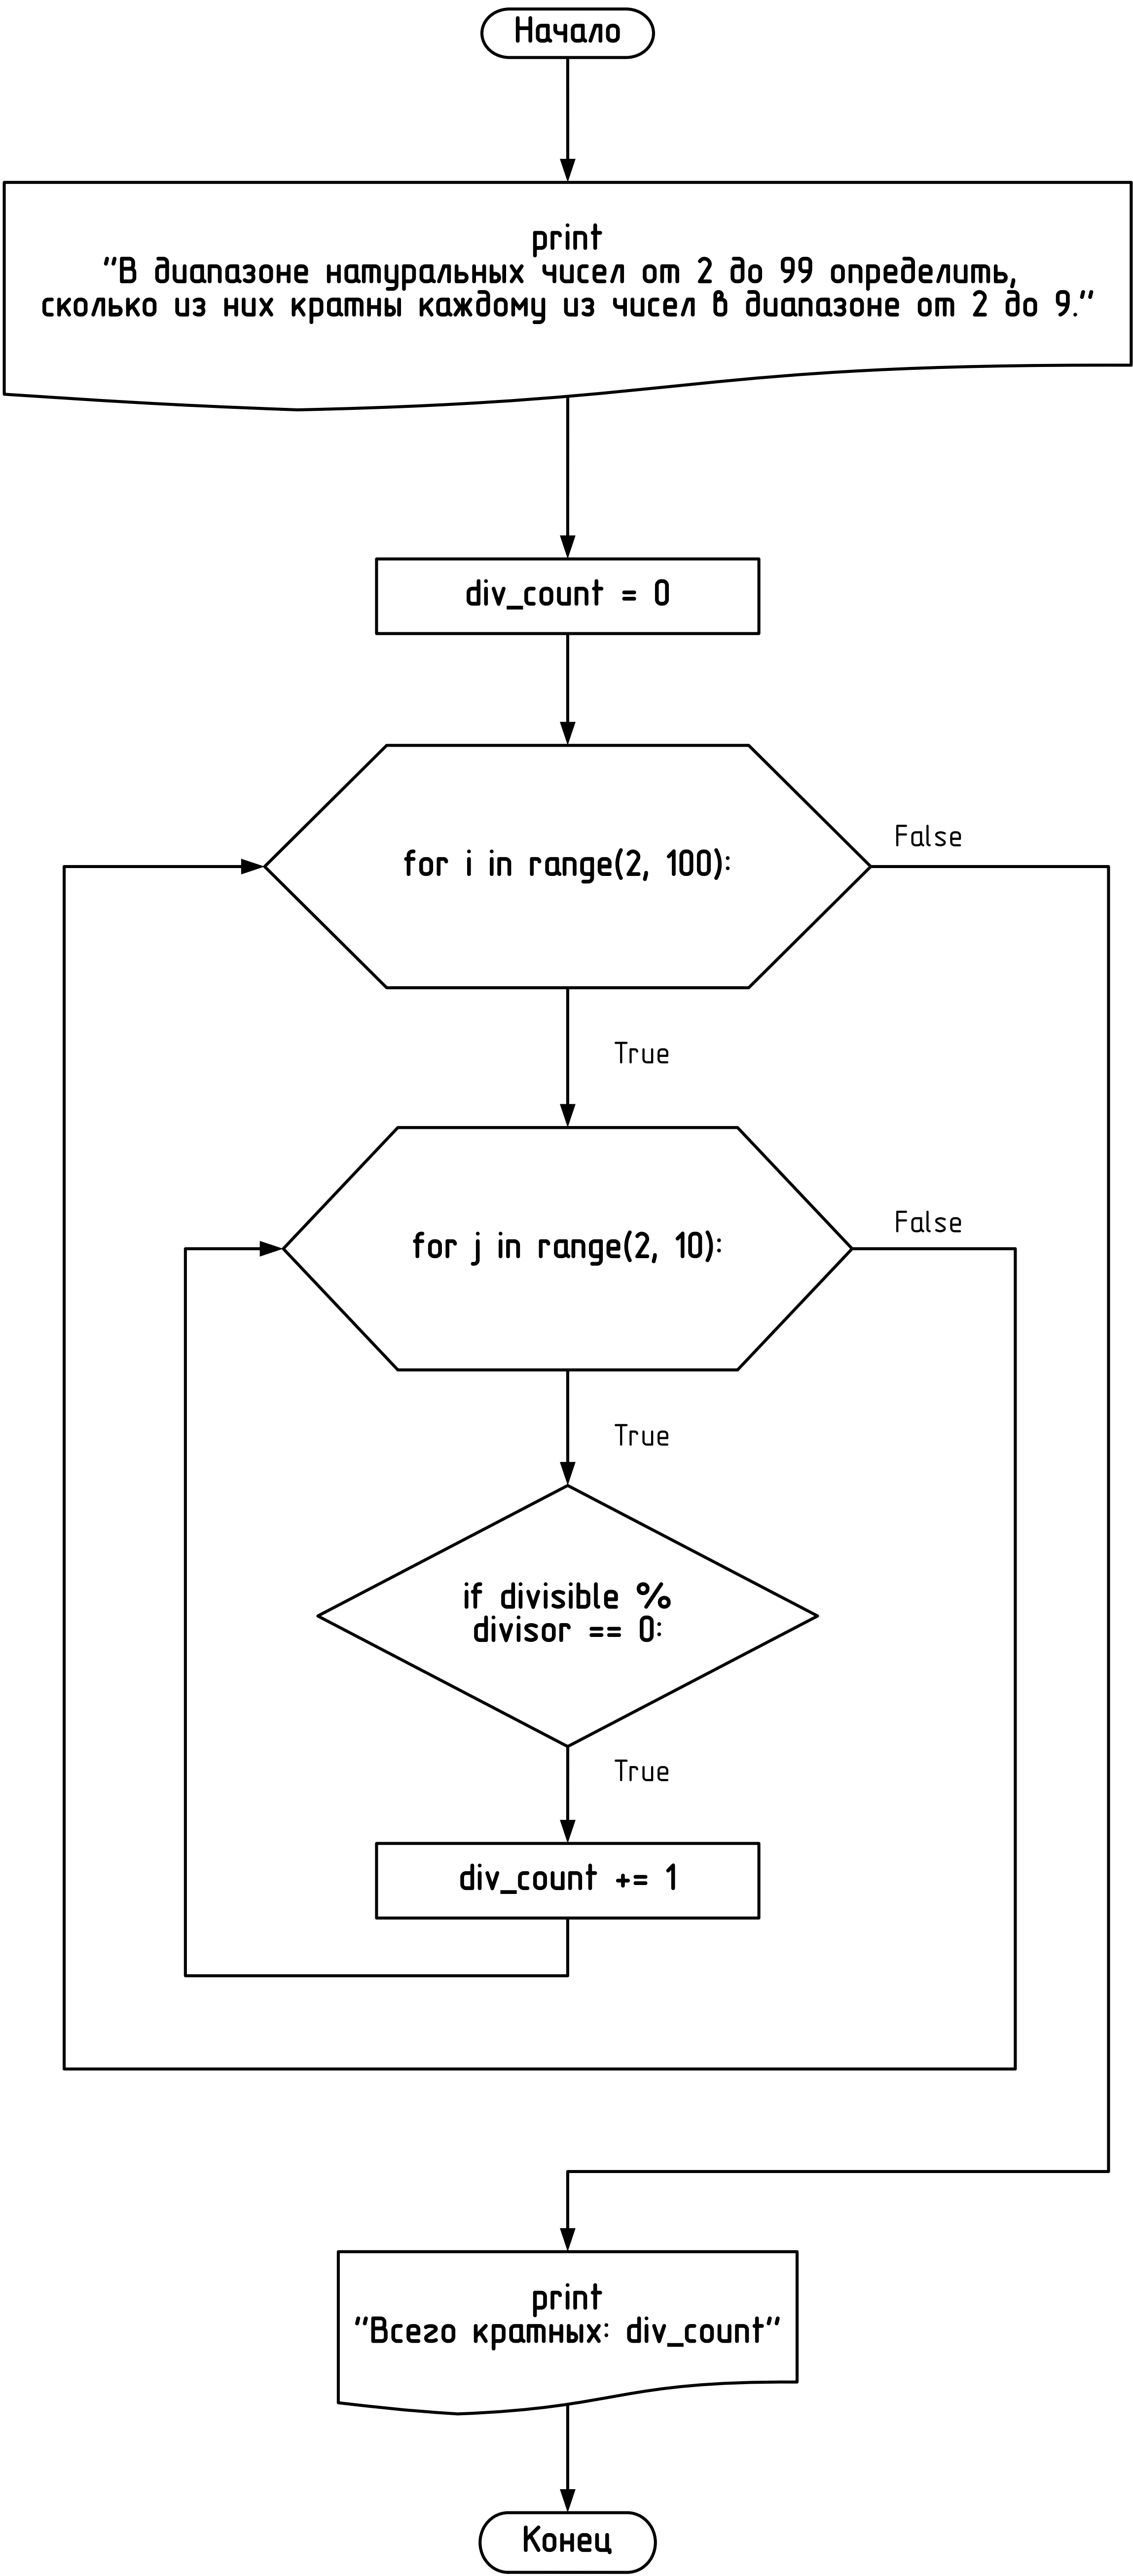 Начало
print
"В диапазоне натуральных чисел от 2 до 99 определить,
сколько из них кратны каждому из чисел в диапазоне от 2 до 9."
div_count = 0
for i in range(2, 100):
False
True
for j in range(2, 10):
False
True
if divisible %
divisor == 0:
True
div_count += 1
print
"Всего кратных: div_count"
Конец